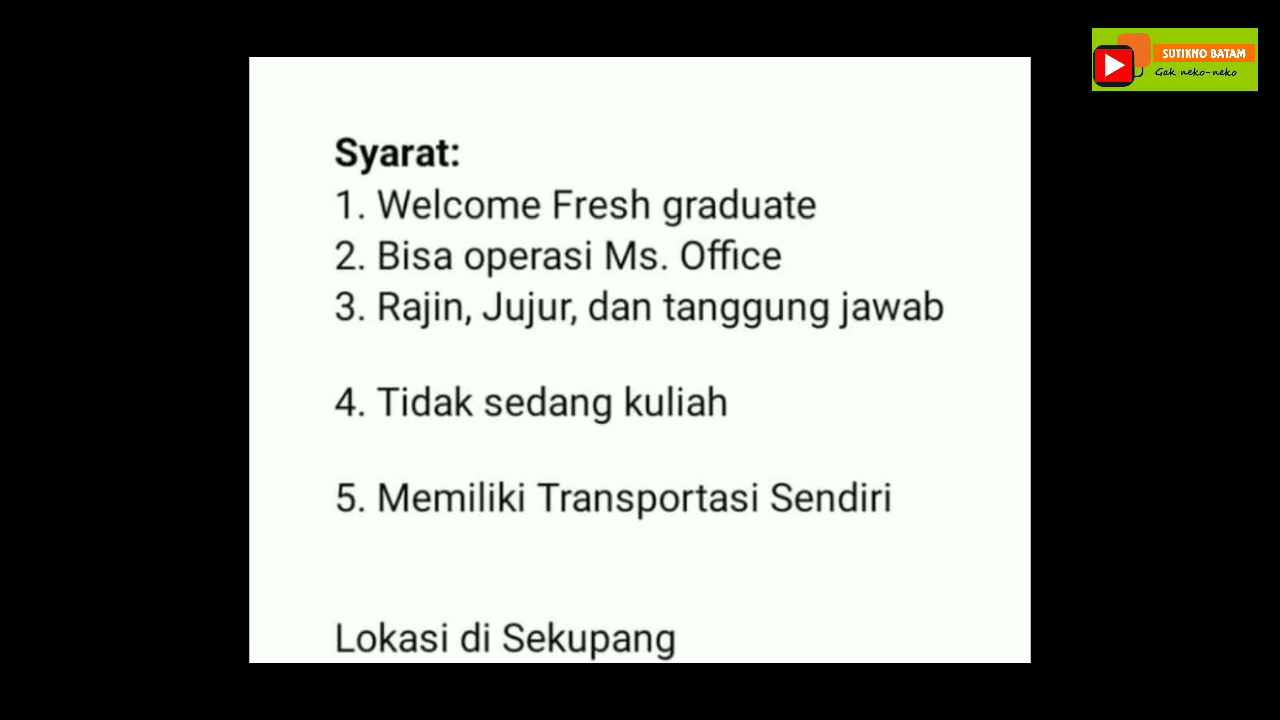 SUTIKNO BATAM
Gak neko-neko
Syarat:
1. Welcome Fresh graduate
2. Bisa operasi Ms. Office
3. Rajin, Jujur, dan tanggung jawab
4. Tidak sedang kuliah
5. Memiliki Transportasi Sendiri
Lokasi di Sekupang